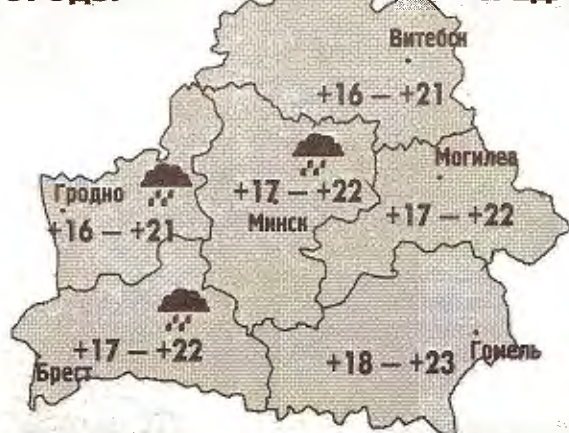 Витебск
+16 – +21
Могилев
+17 – +22
Гродно
+16 – +21
+17 – +22
Минск
+17 – +22
Брест
+18 – +23
Гомель